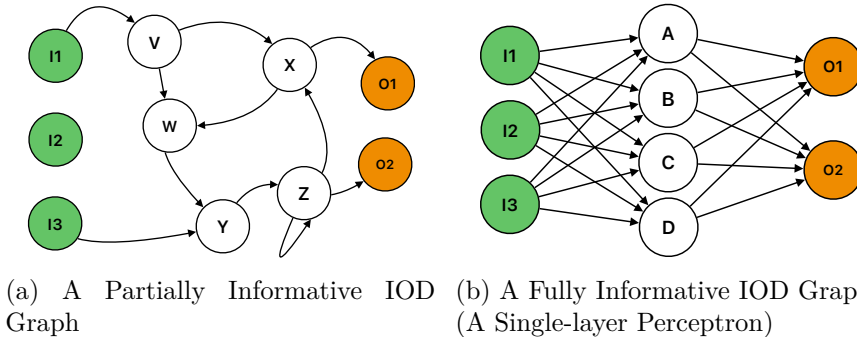 I1
V
X
O1
W
I2
O2
Z
I3
Y
A
I1
O1
B
I2
C
O2
I3
D
(a) A Partially Informative IOD
Graph
(b) A Fully Informative IOD Grap
(A Single-layer Perceptron)